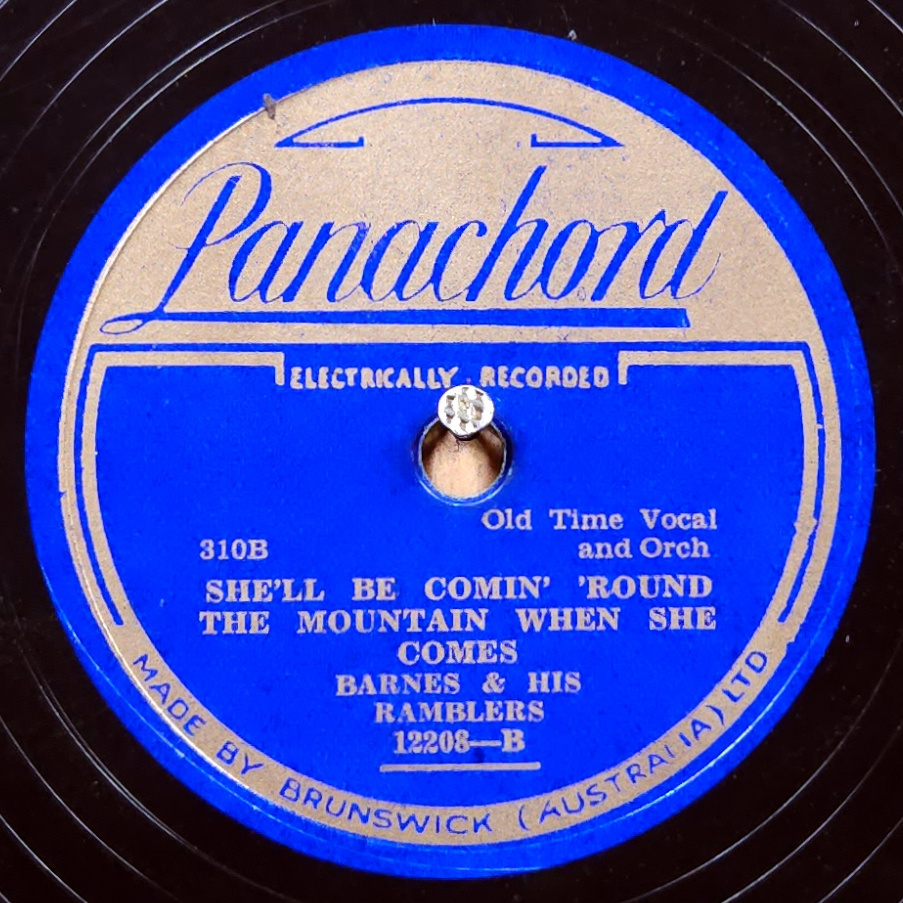 Panachord
ELECTRICALLY RECORDED
Old Time Vocal
310B and Orch
SHE'LL BE COMIN' 'ROUND
THE MOUNTAIN WHEN SHE
COMES
BARNES & HIS
RAMBLERS
12208—B
MADE BY BRUNSWICK (AUSTRALIA) LTD